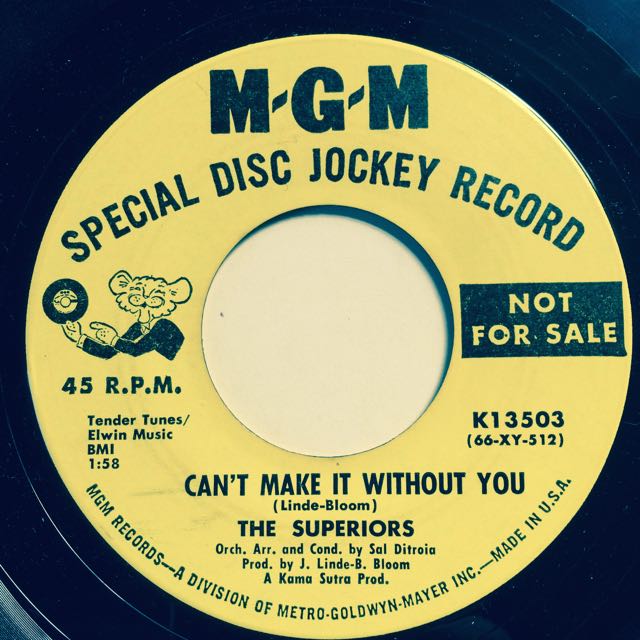 M-G-M
SPECIAL DISC JOCKEY RECORD
NOT
FOR SALE
45 R.P.M.
Tender Tunes/
Elwin Music
BMI
1:58
K13503
(66-XY-512)
CAN'T MAKE IT WITHOUT YOU
(Linde-Bloom)
THE SUPERIORS
Orch. Arr. and Cond. by Sal Ditroia
Prod. by J. Linde-B. Bloom
A Kama Sutra Prod.
MGM RECORDS—A DIVISION OF METRO-GOLDWYN-MAYER INC.—MADE IN U.S.A.